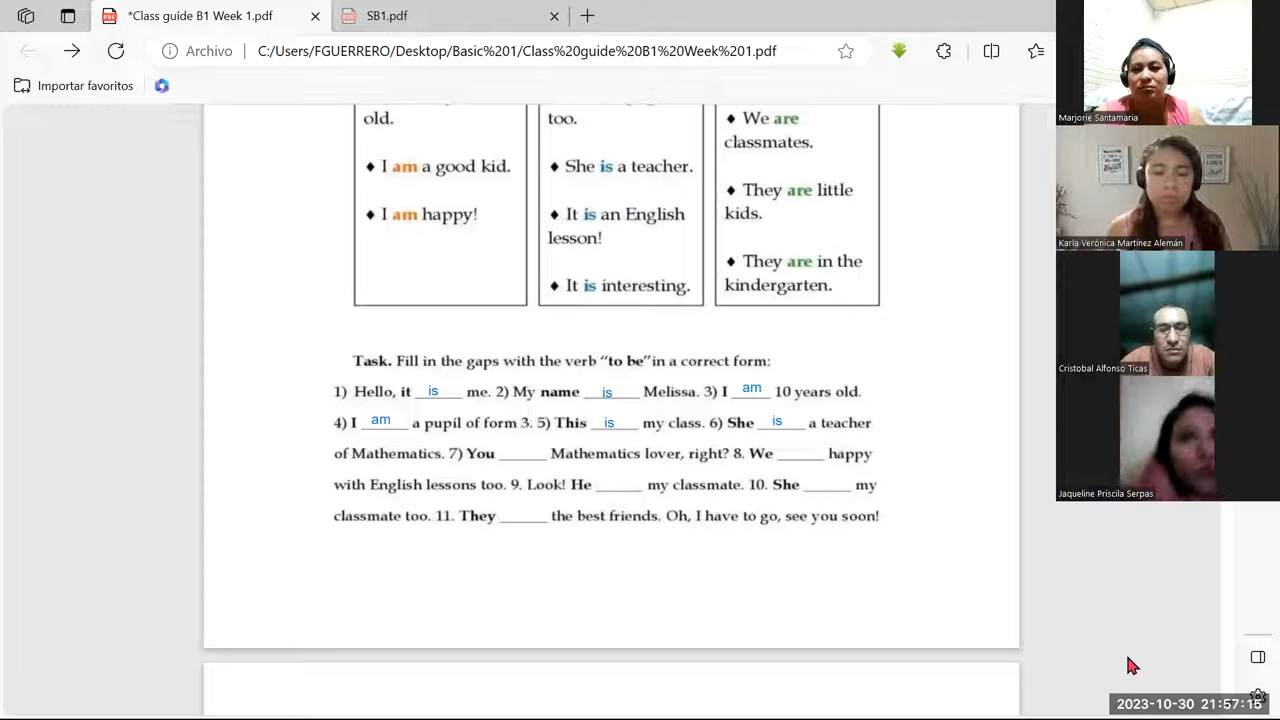 *Class guide B1 Week 1.pdf
SB1.pdf
Archivo
C:/Users/FGUERRERO/Desktop/Basic%201/Class%20guide%20B1%20Week%201.pdf
Importar favoritos
old.
♦ I am a good kid.
♦ I am happy!
too.
♦ She is a teacher.
♦ It is an English
lesson!
♦ It is interesting.
♦ We are
classmates.
♦ They are little
kids.
♦ They are in the
kindergarten.
Task. Fill in the gaps with the verb "to be"in a correct form:
1) Hello, it is me. 2) My name is Melissa. 3) I am 10 years old.
4) I am a pupil of form 3. 5) This is my class. 6) She is a teacher
of Mathematics. 7) You ______ Mathematics lover, right? 8. We ______ happy
with English lessons too. 9. Look! He ______ my classmate. 10. She ______ my
classmate too. 11. They ______ the best friends. Oh, I have to go, see you soon!
Marjorie Santamaria
Karla Verónica Martínez Alemán
Cristobal Alfonso Ticas
Jaqueline Priscila Serpas
2023-10-30 21:57:15